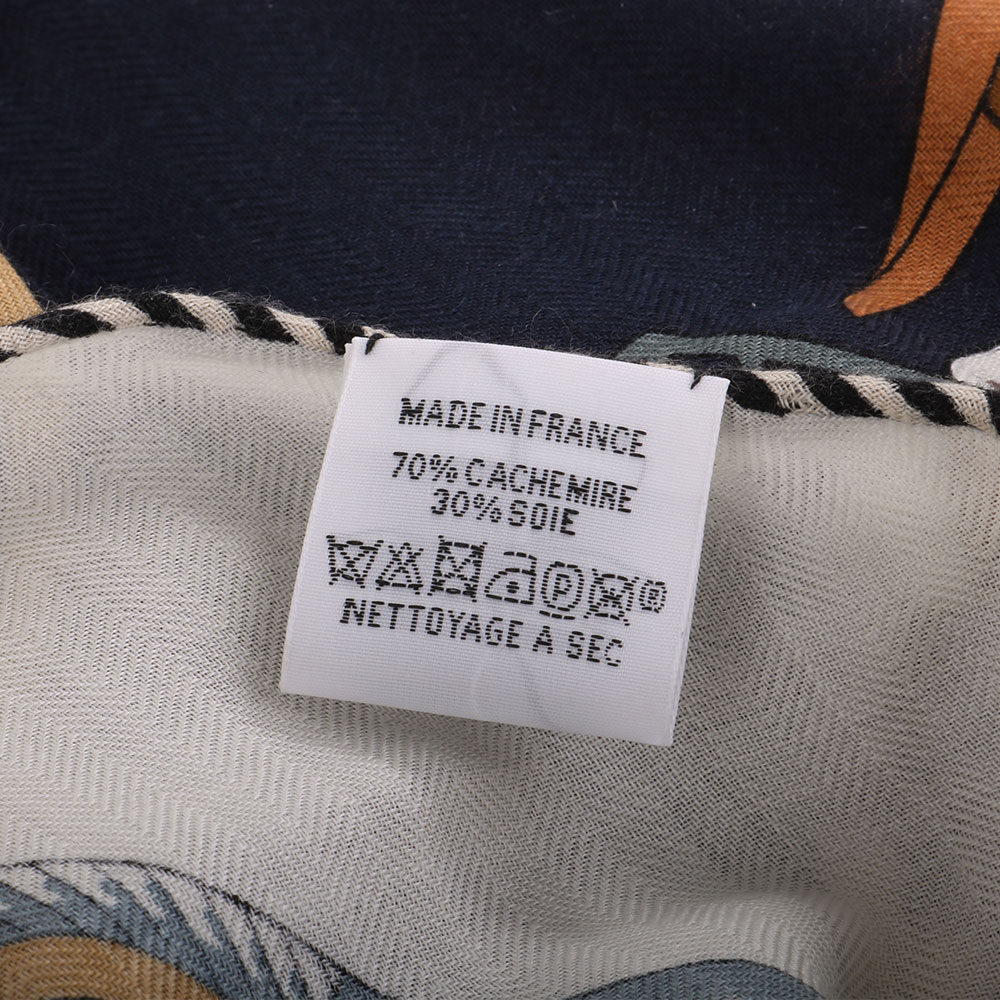 MADE IN FRANCE
70% CACHEMIRE
30% SOIE
P ®
NETTOYAGE A SEC